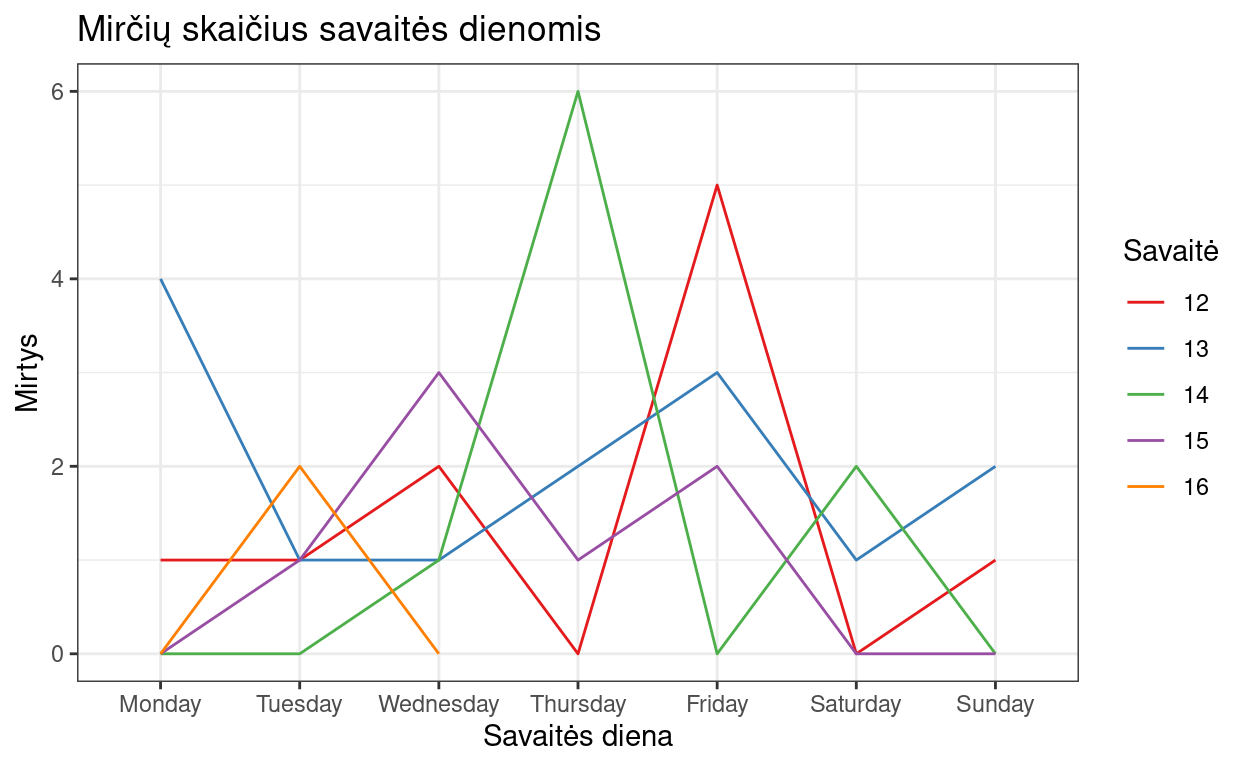 Mirčių skaičius savaitės dienomis
6
4
2
0
Mirtys
Monday Tuesday Wednesday Thursday Friday Saturday Sunday
Savaitės diena
Savaitė
12
13
14
15
16